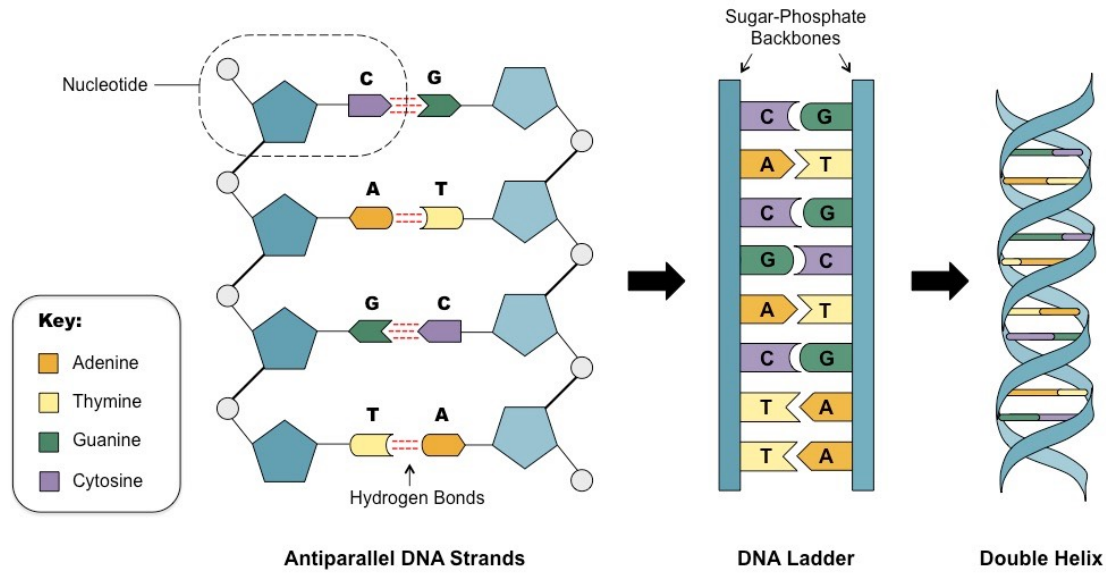 Sugar-Phosphate
Backbones
Nucleotide
C G
A T
G C
T A
Hydrogen Bonds
Key:
Adenine
Thymine
Guanine
Cytosine
C G
A T
C G
G C
A T
C G
T A
T A
Antiparallel DNA Strands
DNA Ladder
Double Helix